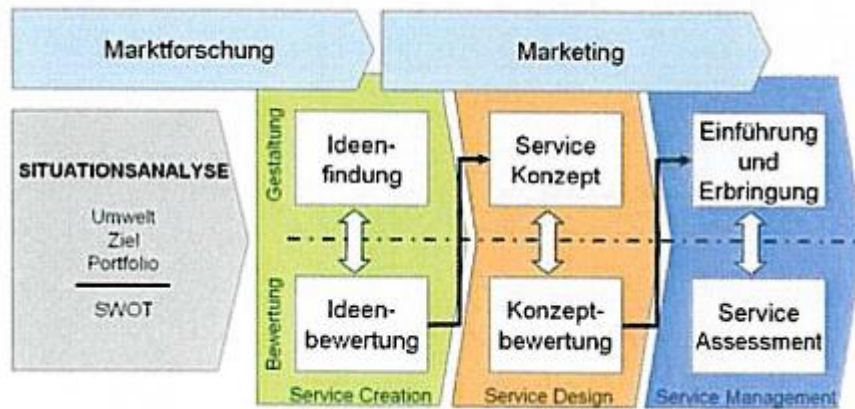 Marktforschung
Marketing
SITUATIONSANALYSE
Umwelt
Ziel
Portfolio
SWOT
Gestaltung
Bewertung
Ideen-
findung
Ideen-
bewertung
Service Creation
Service
Konzept
Konzept-
bewertung
Service Design
Einführung
und
Erbringung
Service
Assessment
Service Management